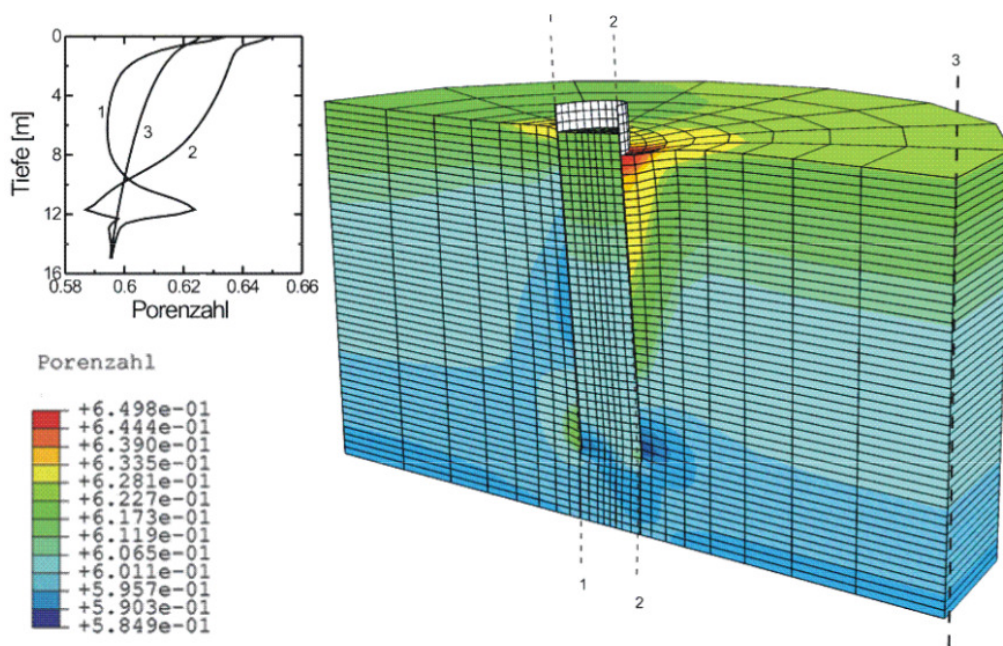 0
4
8
12
16
Tiefe [m]
1
3
2
0.58
0.6
0.62
0.64
0.66
Porenzahl
Porenzahl
+6.498e-01
+6.444e-01
+6.390e-01
+6.335e-01
+6.281e-01
+6.227e-01
+6.173e-01
+6.119e-01
+6.065e-01
+6.011e-01
+5.957e-01
+5.903e-01
+5.849e-01
2
3
1
2